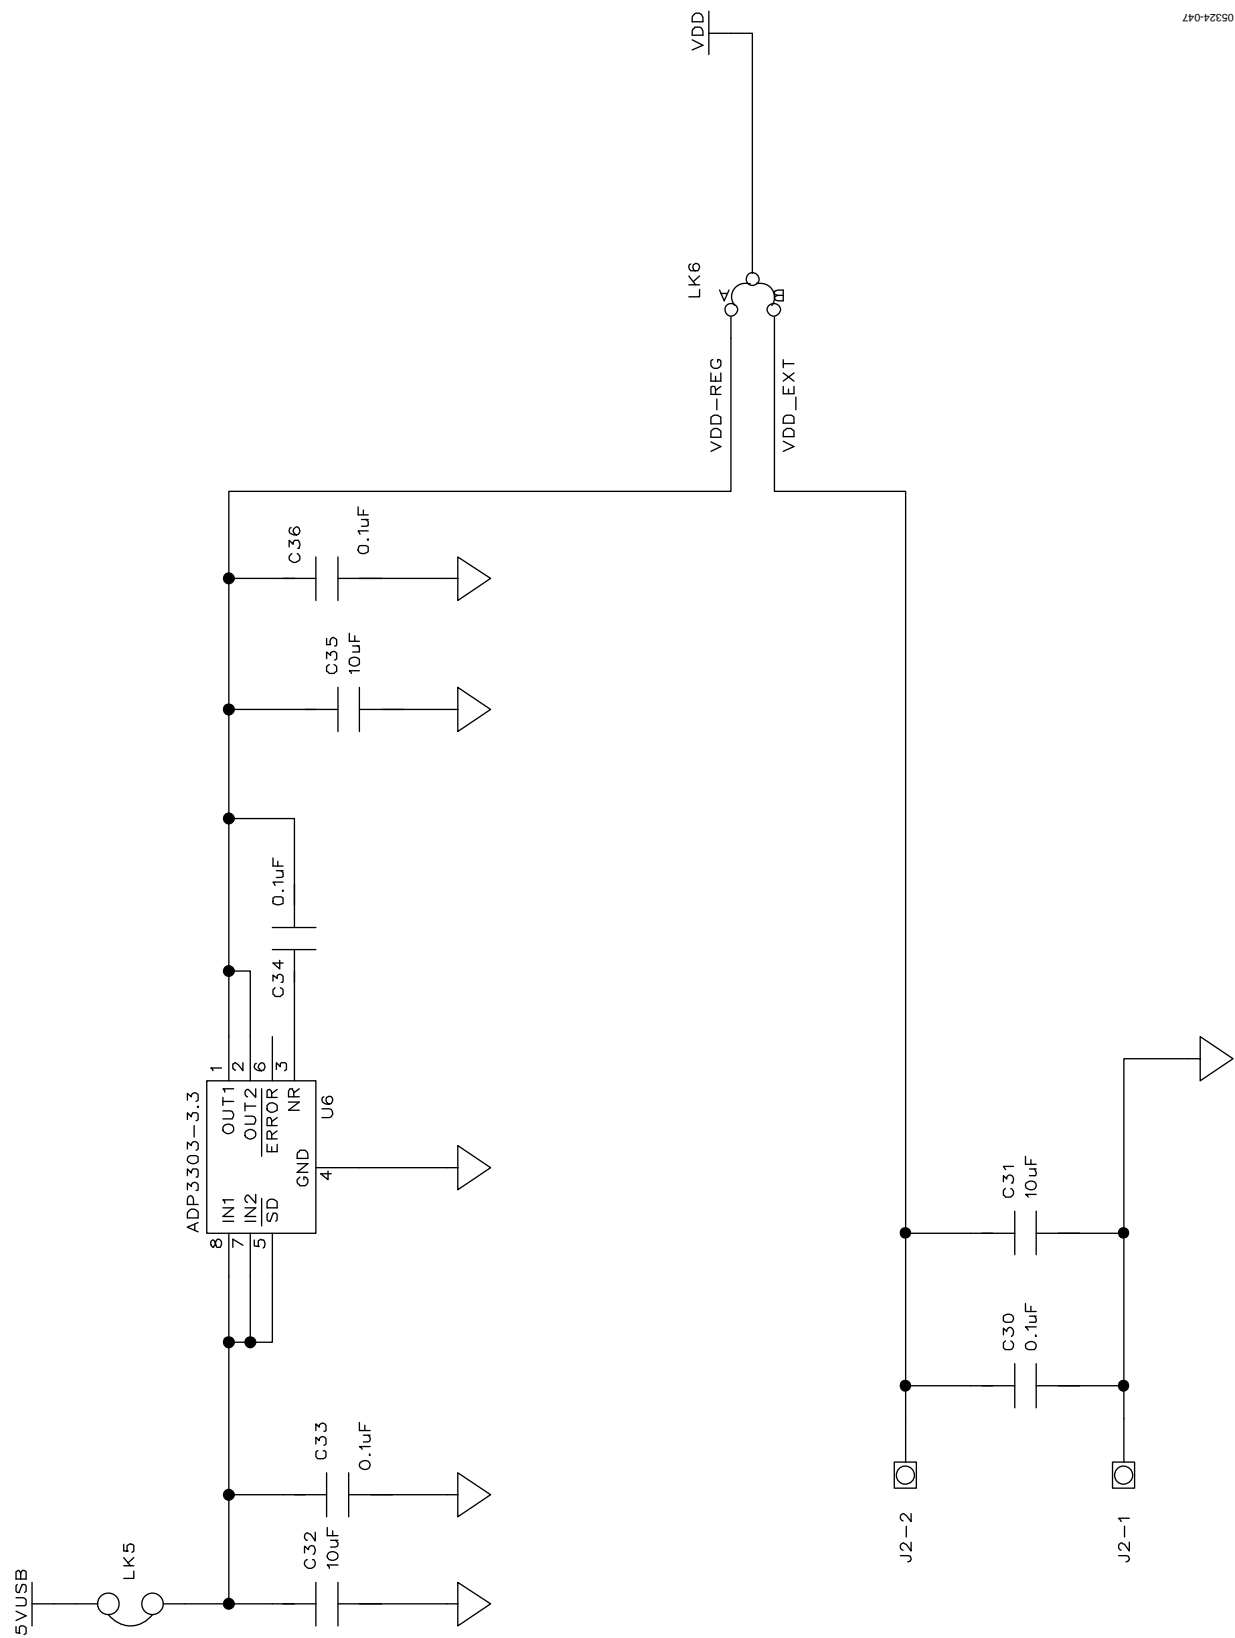 5VUSB
LK5
C32
10uF
C33
0.1uF
ADP3303-3.3
8
7
5
IN1
IN2
SD
GND
4
OUT1
OUT2
ERROR
NR
1
2
6
3
U6
C34
0.1uF
C35
10uF
C36
0.1uF
VDD-REG
VDD_EXT
LK6
A
B
VDD
J2-2
J2-1
C30
0.1uF
C31
10uF
05324-047